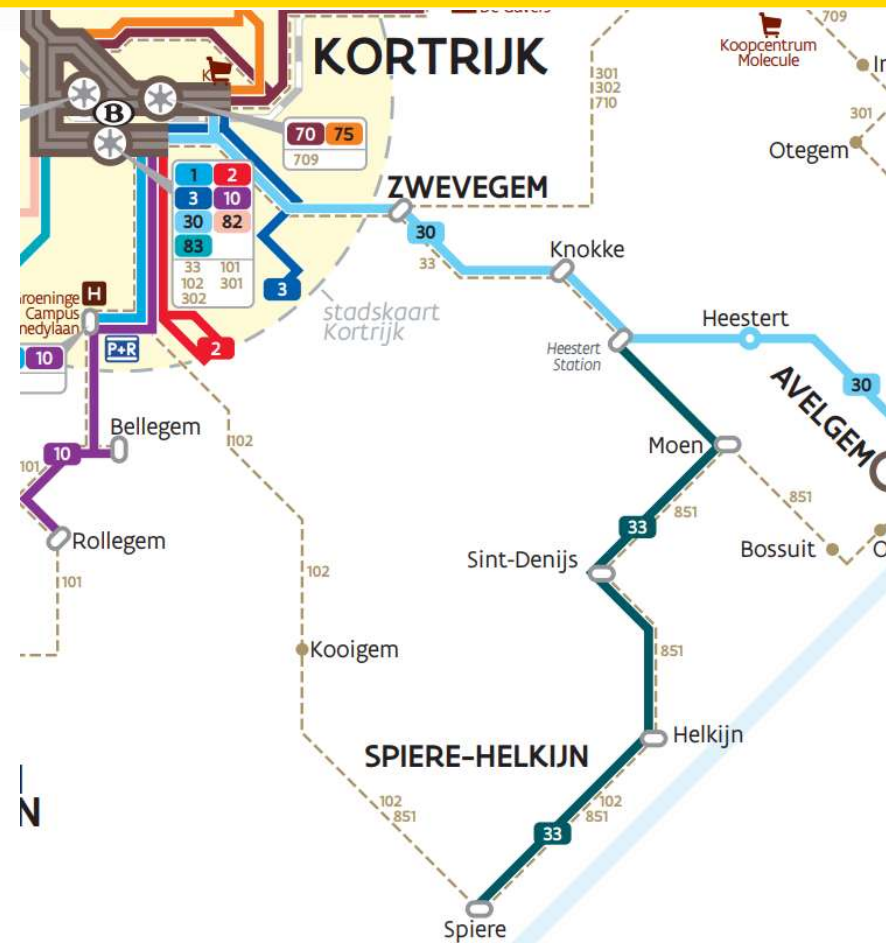 709
KORTRIJK
Koopcentrum
Molecule
301
302
710
301
Otegem
B
70 75
709
1 2
3 10
30 82
83
33 101
102 301
302
ZWEVEGEM
30
33
Knokke
3
stadskaart
Kortrijk
H
Campus
Heestert
Heestert
Station
30
AVELGEM
P+R
2
10
Bellegem
102
Moen
10
101
851
851
33
Rollegem
Sint-Denijs
Bossuit
101
102
Kooigem
851
Helkijn
SPIERE-HELKIJN
N
102
851
102
851
33
Spiere